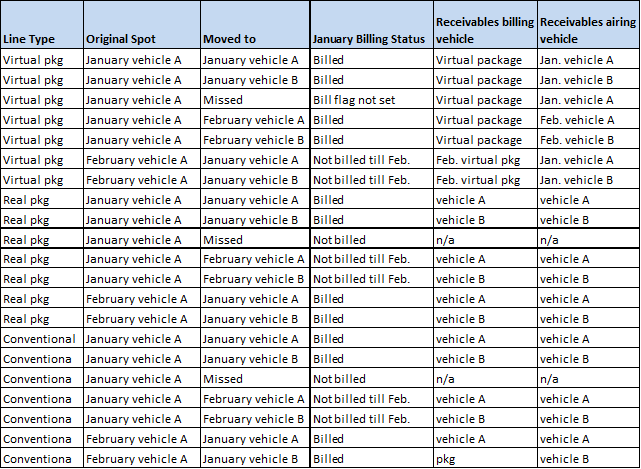 Line Type Original Spot Moved to January Billing Status Receivables billing vehicle Receivables airing vehicle
Virtual pkg January vehicle A January vehicle A Billed Virtual package Jan. vehicle A
Virtual pkg January vehicle A January vehicle B Billed Virtual package Jan. vehicle B
Virtual pkg January vehicle A Missed Bill flag not set Virtual package Jan. vehicle A
Virtual pkg January vehicle A February vehicle A Billed Virtual package Feb. vehicle A
Virtual pkg January vehicle A February vehicle B Billed Virtual package Feb. vehicle B
Virtual pkg February vehicle A January vehicle A Not billed till Feb. Feb. virtual pkg Jan. vehicle A
Virtual pkg February vehicle A January vehicle B Not billed till Feb. Feb. virtual pkg Jan. vehicle B
Real pkg January vehicle A January vehicle A Billed vehicle A vehicle A
Real pkg January vehicle A January vehicle B Billed vehicle B vehicle B
Real pkg January vehicle A Missed Not billed n/a n/a
Real pkg January vehicle A February vehicle A Not billed till Feb. vehicle A vehicle A
Real pkg January vehicle A February vehicle B Not billed till Feb. vehicle B vehicle B
Real pkg February vehicle A January vehicle A Billed vehicle A vehicle A
Real pkg February vehicle A January vehicle B Billed vehicle B vehicle B
Conventional January vehicle A January vehicle A Billed vehicle A vehicle A
Conventiona January vehicle A January vehicle B Billed vehicle B vehicle B
Conventiona January vehicle A Missed Not billed n/a n/a
Conventiona January vehicle A February vehicle A Not billed till Feb. vehicle A vehicle A
Conventiona January vehicle A February vehicle B Not billed till Feb. vehicle B vehicle B
Conventiona February vehicle A January vehicle A Billed vehicle A vehicle A
Conventiona February vehicle A January vehicle B Billed pkg vehicle B